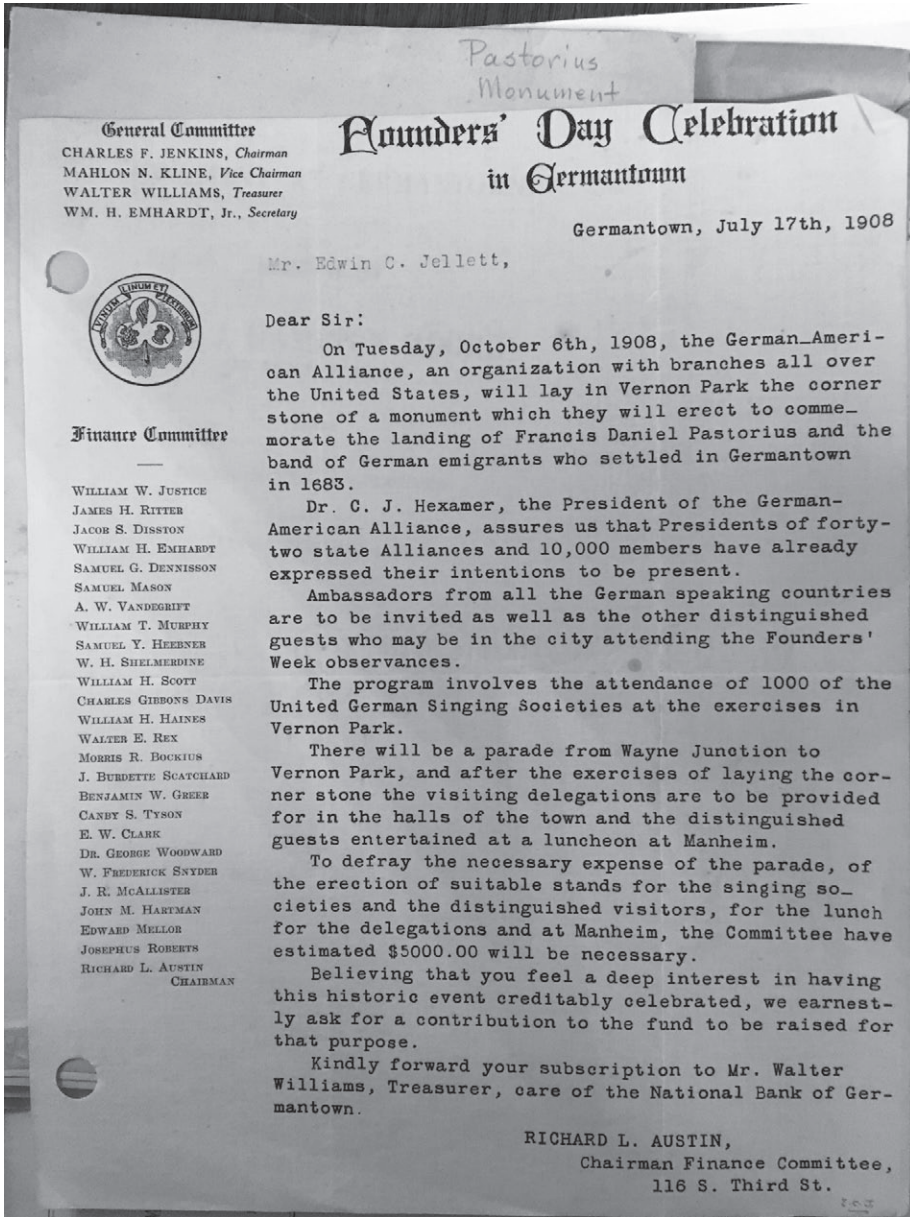 Pastorius
Monument
General Committee
CHARLES F. JENKINS, Chairman
MAHLON N. KLINE, Vice Chairman
WALTER WILLIAMS, Treasurer
WM. H. EMHARDT, Jr., Secretary
Founders' Day Celebration
in Germantown
Germantown, July 17th, 1908
Mr. Edwin C. Jellett,
VINUM LINUM ET TEXTRINUM
Dear Sir:
On Tuesday, October 6th, 1908, the German_Ameri-
can Alliance, an organization with branches all over
the United States, will lay in Vernon Park the corner
stone of a monument which they will erect to comme_
morate the landing of Francis Daniel Pastorius and the
band of German emigrants who settled in Germantown
in 1683.
Dr. C. J. Hexamer, the President of the German-
American Alliance, assures us that Presidents of forty-
two state Alliances and 10,000 members have already
expressed their intentions to be present.
Ambassadors from all the German speaking countries
are to be invited as well as the other distinguished
guests who may be in the city attending the Founders'
Week observances.
The program involves the attendance of 1000 of the
United German Singing Societies at the exercises in
Vernon Park.
There will be a parade from Wayne Junction to
Vernon Park, and after the exercises of laying the cor-
ner stone the visiting delegations are to be provided
for in the halls of the town and the distinguished
guests entertained at a luncheon at Manheim.
To defray the necessary expense of the parade, of
the erection of suitable stands for the singing so_
cieties and the distinguished visitors, for the lunch
for the delegations and at Manheim, the Committee have
estimated $5000.00 will be necessary.
Believing that you feel a deep interest in having
this historic event creditably celebrated, we earnest-
ly ask for a contribution to the fund to be raised for
that purpose.
Kindly forward your subscription to Mr. Walter
Williams, Treasurer, care of the National Bank of Ger-
mantown.
RICHARD L. AUSTIN,
Chairman Finance Committee,
116 S. Third St.
Finance Committee
WILLIAM W. JUSTICE
JAMES H. RITTER
JACOB S. DISSTON
WILLIAM H. EMHARDT
SAMUEL G. DENNISSON
SAMUEL MASON
A. W. VANDEGRIFT
WILLIAM T. MURPHY
SAMUEL Y. HEEBNER
W. H. SHELMERDINE
WILLIAM H. SCOTT
CHARLES GIBBONS DAVIS
WILLIAM H. HAINES
WALTER E. REX
MORRIS R. BOCKIUS
J. BURDETTE SCATCHARD
BENJAMIN W. GREER
CANBY S. TYSON
E. W. CLARK
DR. GEORGE WOODWARD
W. FREDERICK SNYDER
J. R. MCALLISTER
JOHN M. HARTMAN
EDWARD MELLOR
JOSEPHUS ROBERTS
RICHARD L. AUSTIN
CHAIRMAN